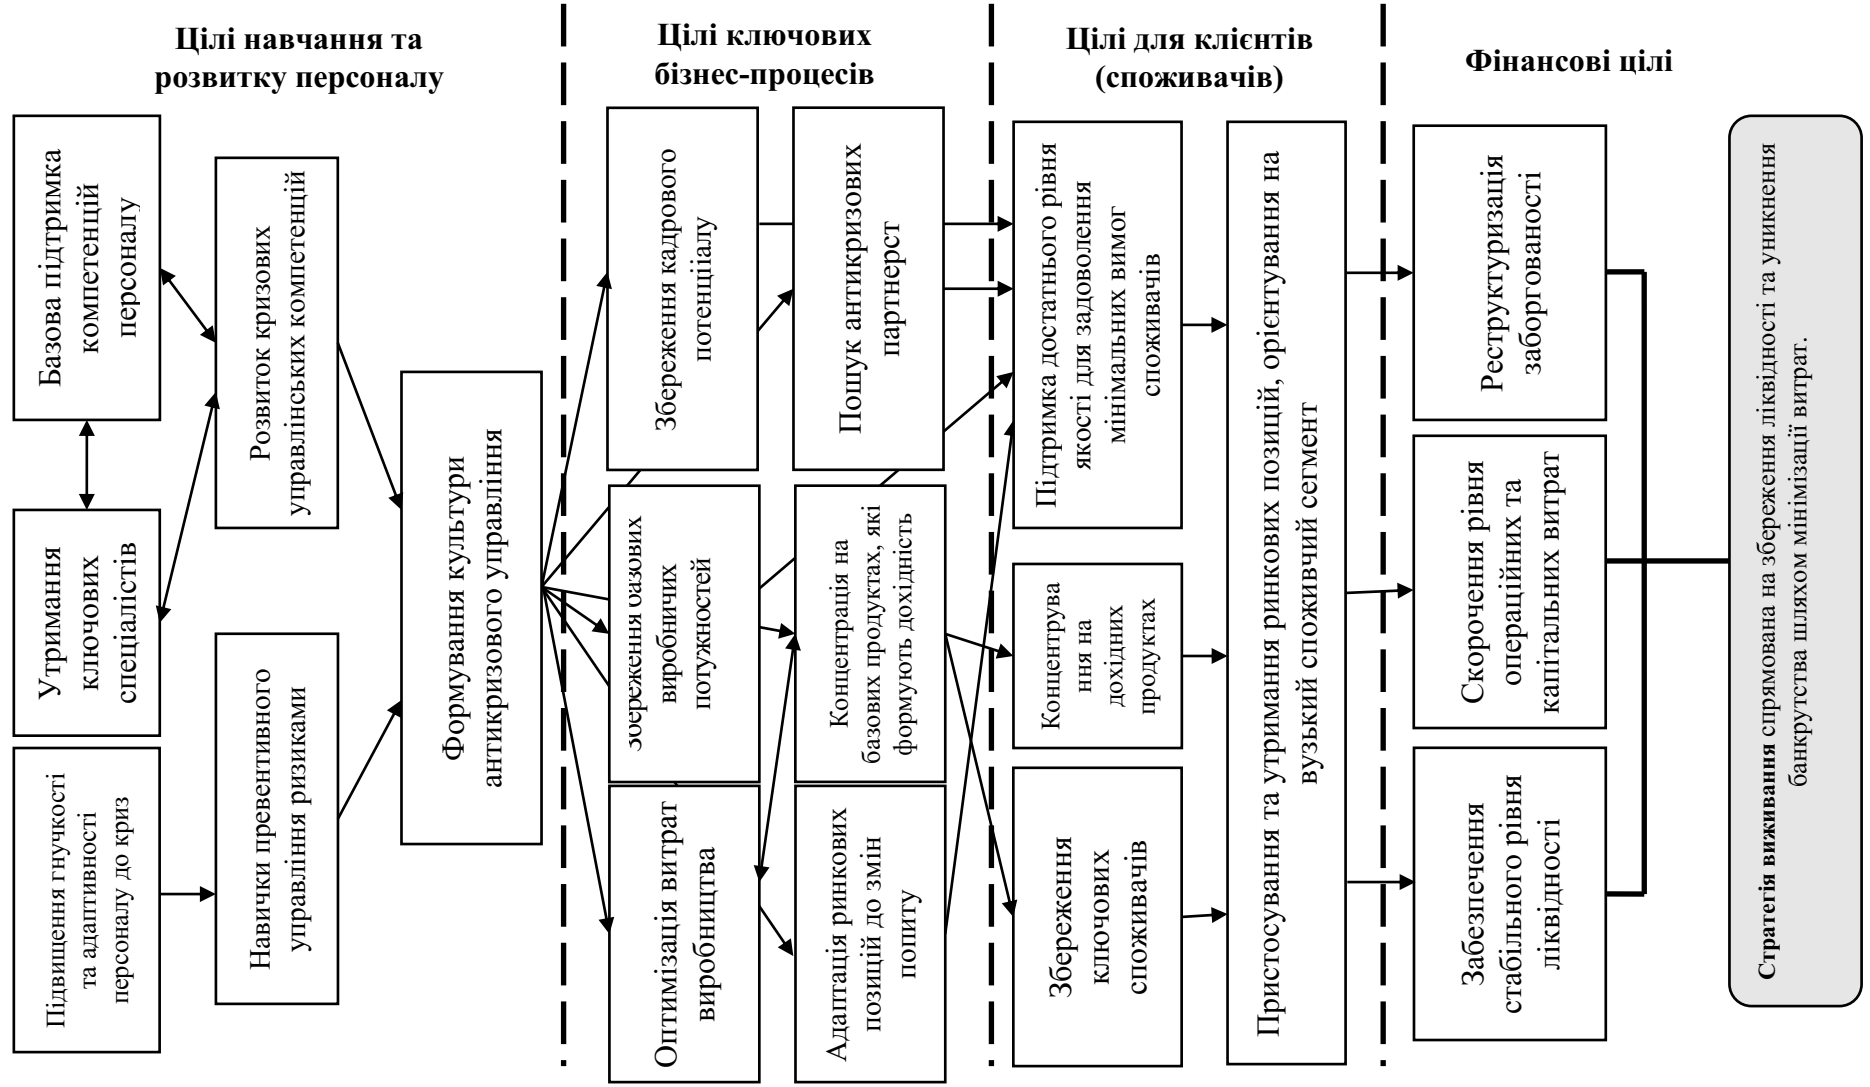 Цілі навчання та
розвитку персоналу
Цілі ключових
бізнес-процесів
Цілі для клієнтів
(споживачів)
Фінансові цілі
Базова підтримка
компетенцій
персоналу
Утримання
ключових
спеціалістів
Підвищення гнучкості
та адаптивності
персоналу до криз
Розвиток кризових
управлінських компетенцій
Навички превентивного
управління ризиками
Формування культури
антикризового управління
Збереження кадрового
потенцііалу
Збереження базових
виробничих
потужностей
Оптимізація витрат
виробництва
Пошук антикризових
партнерст
Концентрація на
базових продуктах, які
формують дохідність
Адаптація ринкових
позицій до змін
попиту
Підтримка достатнього рівня
якості для задоволення
мінімальних вимог
споживачів
Концентрува
ння на
дохідних
продуктах
Збереження
ключових
споживачів
Пристосування та утримання ринкових позицій, орієнтування на
вузький споживчий сегмент
Реструктуризація
заборгованості
Скорочення рівня
операційних та
капітальних витрат
Забезпечення
стабільного рівня
ліквідності
Стратегія виживання спрямована на збереження ліквідності та уникнення
банкрутства шляхом мінімізації витрат.